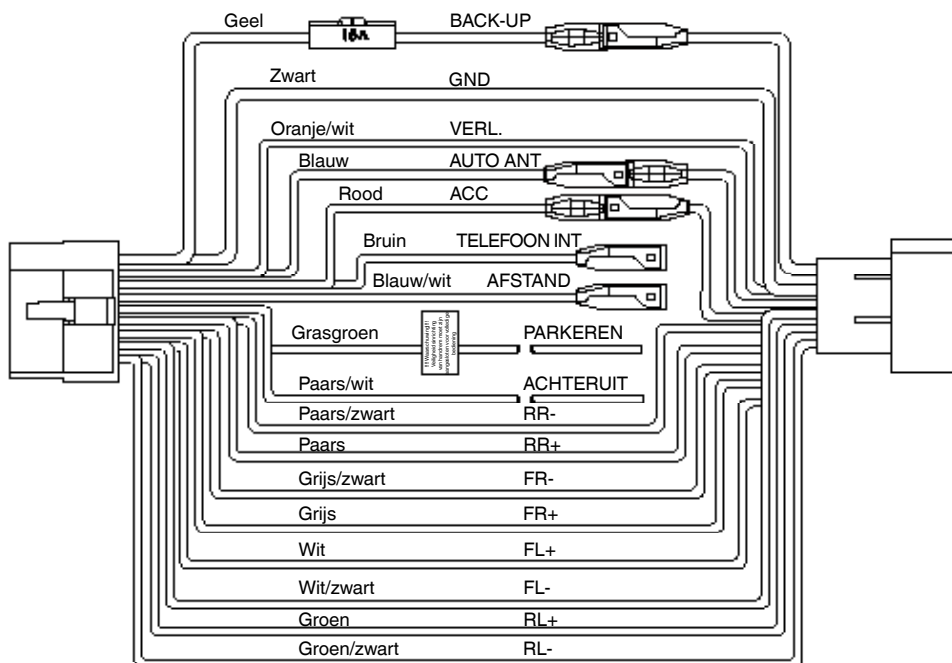 Geel BACK-UP
15A
Zwart GND
Oranje/wit VERL.
Blauw AUTO ANT
Rood ACC
Bruin TELEFOON INT
Blauw/wit AFSTAND
Grasgroen PARKEREN
Paars/wit ACHTERUIT
Paars/zwart RR-
Paars RR+
Grijs/zwart FR-
Grijs FR+
Wit FL+
Wit/zwart FL-
Groen RL+
Groen/zwart RL-